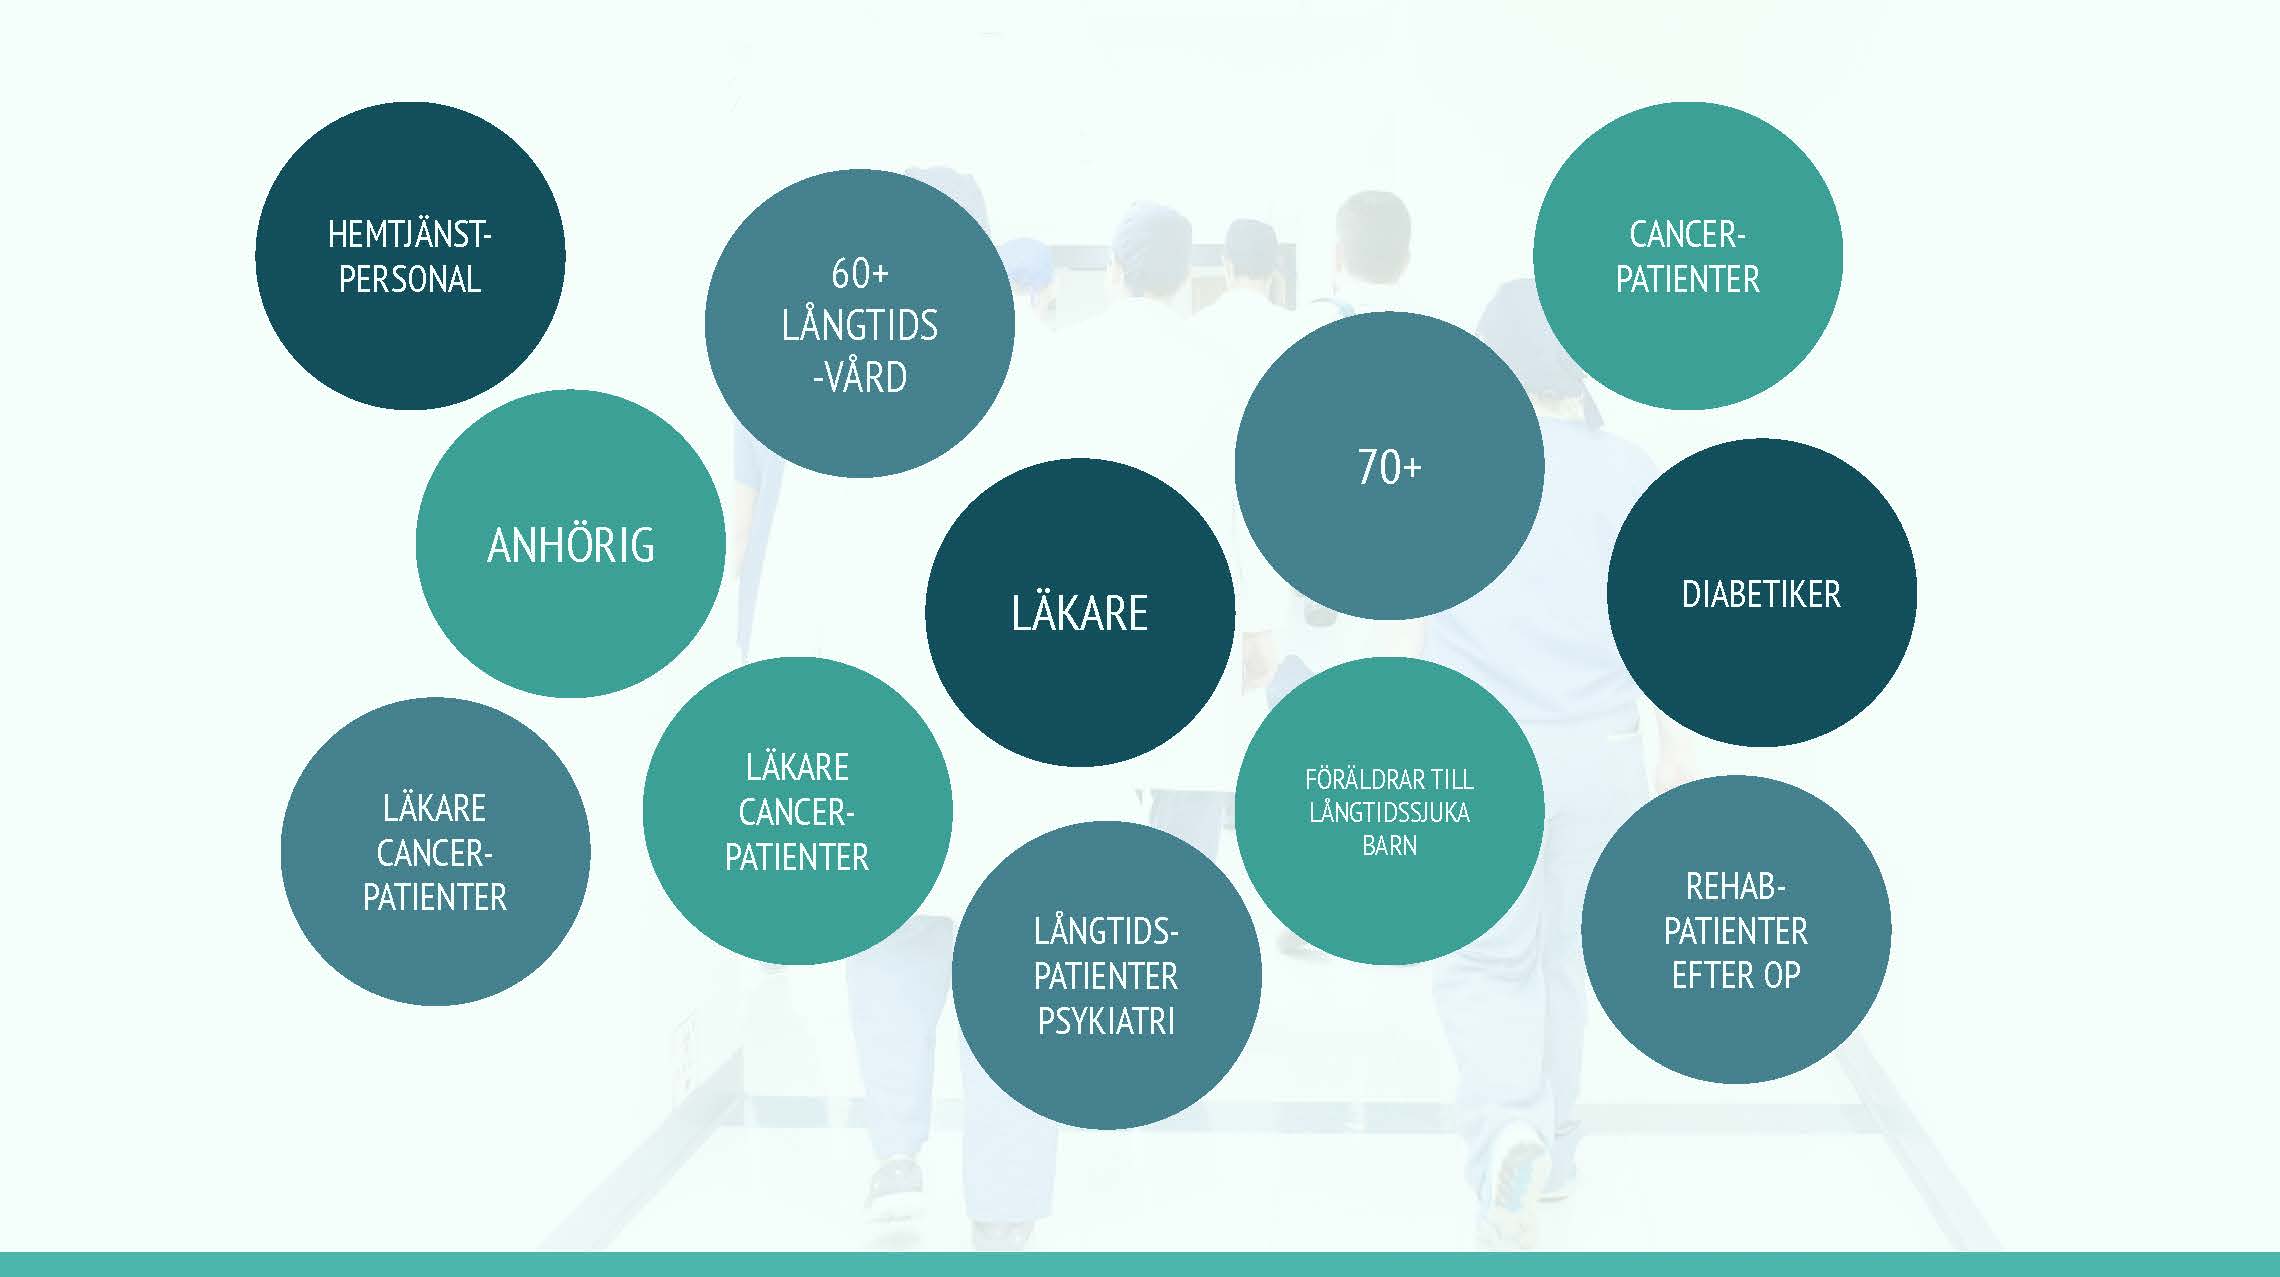 HEMTJÄNST-
PERSONAL
60+
LÅNGTIDS
-VÅRD
CANCER-
PATIENTER
ANHÖRIG
70+
LÄKARE
DIABETIKER
LÄKARE
CANCER-
PATIENTER
LÄKARE
CANCER-
PATIENTER
LÅNGTIDS-
PATIENTER
PSYKIATRI
FÖRÄLDRAR TILL
LÅNGTIDSSJUKA
BARN
REHAB-
PATIENTER
EFTER OP